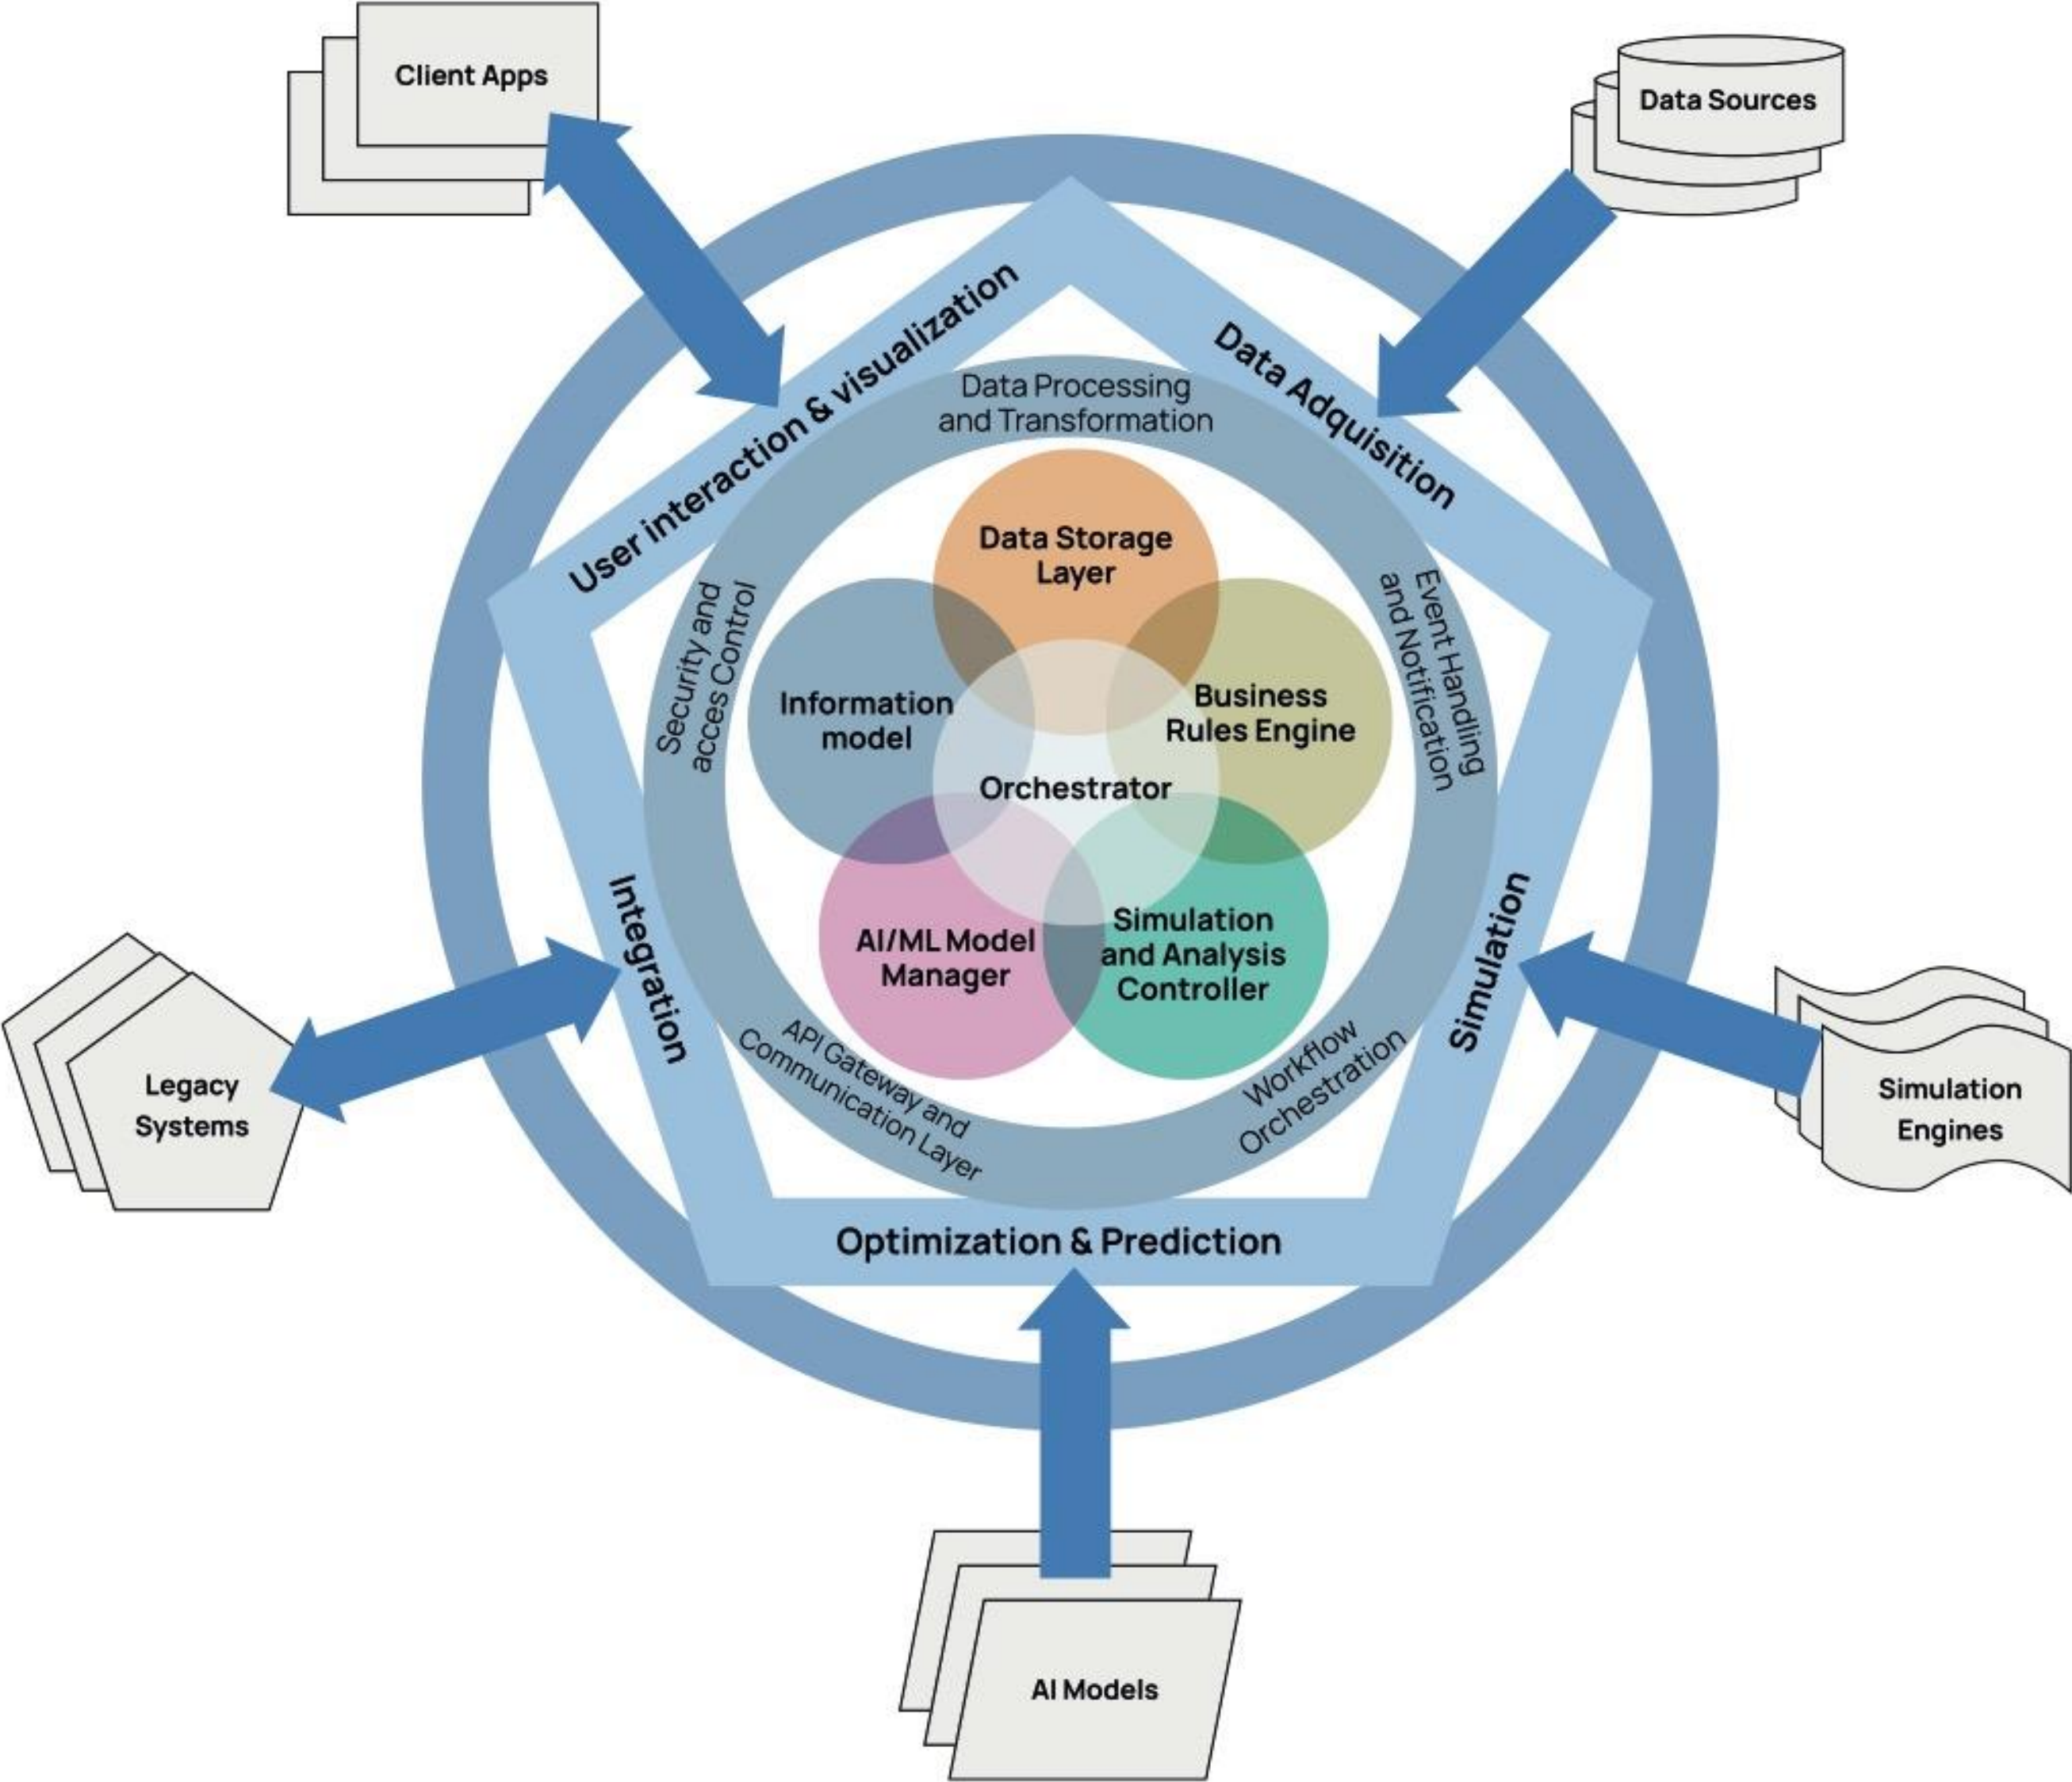 Client Apps
Data Sources
User interaction & visualization
Data Adquisition
Data Processing
and Transformation
Data Storage
Layer
Security and
acces Control
Event Handling
and Notification
Information
model
Business
Rules Engine
Orchestrator
AI/ML Model
Manager
Simulation
and Analysis
Controller
Integration
Simulation
API Gateway and
Communication Layer
Workflow
Orchestration
Legacy
Systems
Simulation
Engines
Optimization & Prediction
AI Models